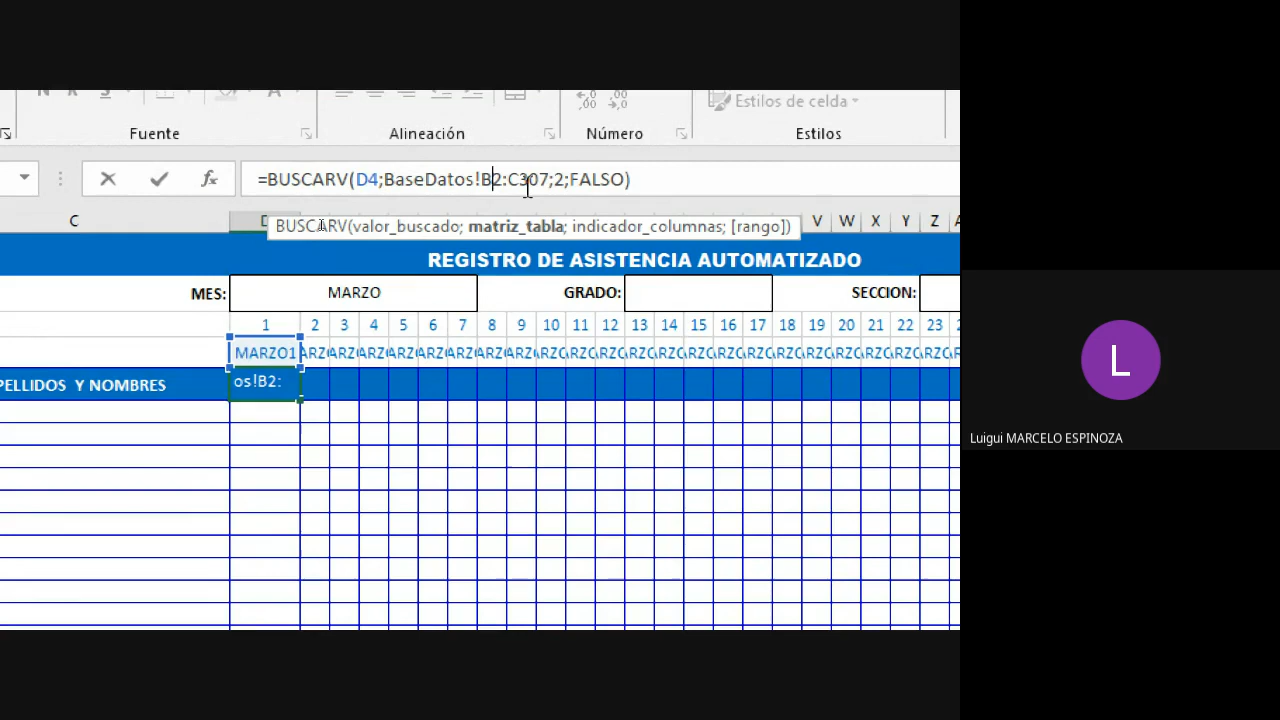 N K S A
Fuente Alineación Número Estilos
Estilos de celda
=BUSCARV(D4;BaseDatos!B2:C307;2;FALSO)
BUSCARV(valor_buscado; matriz_tabla; indicador_columnas; [rango])
C D V W X Y Z
REGISTRO DE ASISTENCIA AUTOMATIZADO
MES: MARZO GRADO: SECCION:
1 2 3 4 5 6 7 8 9 10 11 12 13 14 15 16 17 18 19 20 21 22 23
MARZO1
PELLIDOS Y NOMBRES os!B2:
L
Luigui MARCELO ESPINOZA